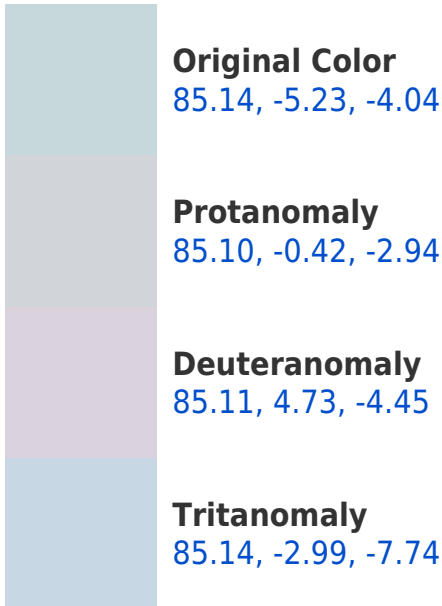 Original Color
85.14, -5.23, -4.04
Protanomaly
85.10, -0.42, -2.94
Deuteranomaly
85.11, 4.73, -4.45
Tritanomaly
85.14, -2.99, -7.74